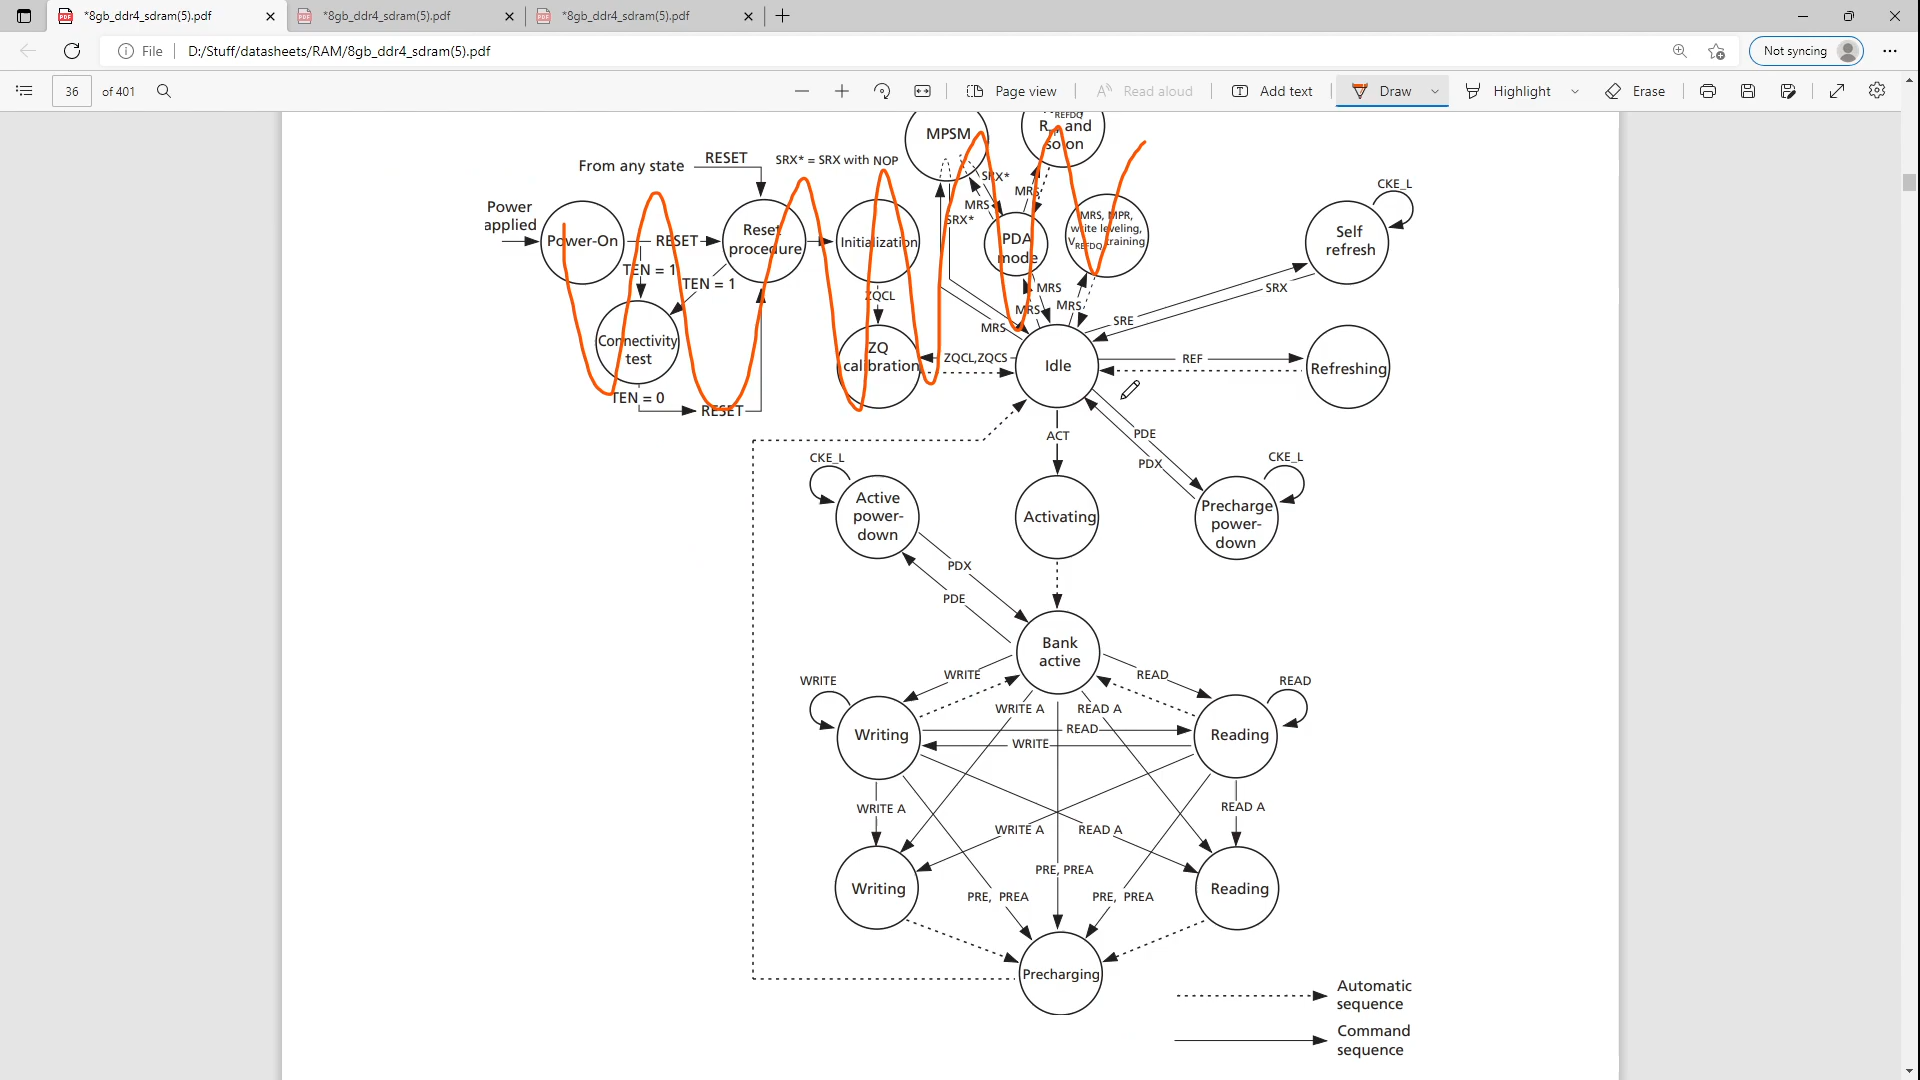 *8gb_ddr4_sdram(5).pdf
*8gb_ddr4_sdram(5).pdf
*8gb_ddr4_sdram(5).pdf
File
D:/Stuff/datasheets/RAM/8gb_ddr4_sdram(5).pdf
Not syncing
36 of 401
Page view
Read aloud
Add text
Draw
Highlight
Erase
From any state
RESET
SRX* = SRX with NOP
MPSM
and
so on
SRX*
MRS
MRS
SRX*
CKE_L
Power
applied
Power-On
RESET
Reset
procedure
Initialization
PDA
mode
MRS, MPR,
write leveling,
VREFDQ training
Self
refresh
TEN = 1
TEN = 1
ZQCL
MRS
MRS
MRS
MRS
SRE
SRX
Connectivity
test
ZQ
calibration
ZQCL,ZQCS
Idle
REF
Refreshing
TEN = 0
RESET
ACT
PDE
PDX
CKE_L
CKE_L
Active
power-
down
Activating
Precharge
power-
down
PDX
PDE
Bank
active
WRITE
WRITE
READ
READ
WRITE A
READ A
Writing
READ
WRITE
Reading
WRITE A
READ A
WRITE A
READ A
PRE, PREA
Writing
PRE, PREA
PRE, PREA
Reading
Precharging
Automatic
sequence
Command
sequence